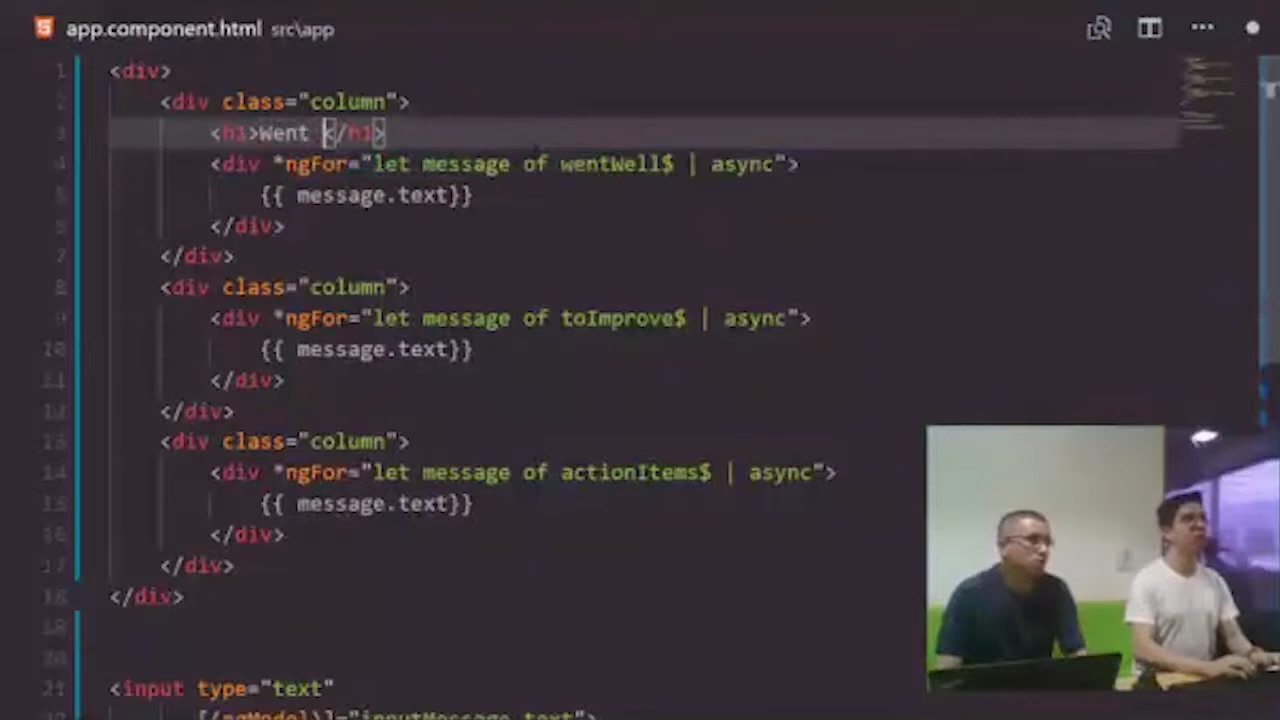 app.component.html src\app
1 <div>
2 <div class="column">
3 <h1>Went </h1>
4 <div *ngFor="let message of wentWell$ | async">
5 {{ message.text}}
6 </div>
7 </div>
8 <div class="column">
9 <div *ngFor="let message of toImprove$ | async">
10 {{ message.text}}
11 </div>
12 </div>
13 <div class="column">
14 <div *ngFor="let message of actionItems$ | async">
15 {{ message.text}}
16 </div>
17 </div>
18 </div>
19
20
21 <input type="text"
22 [(ngModel)]="inputMessage.text">